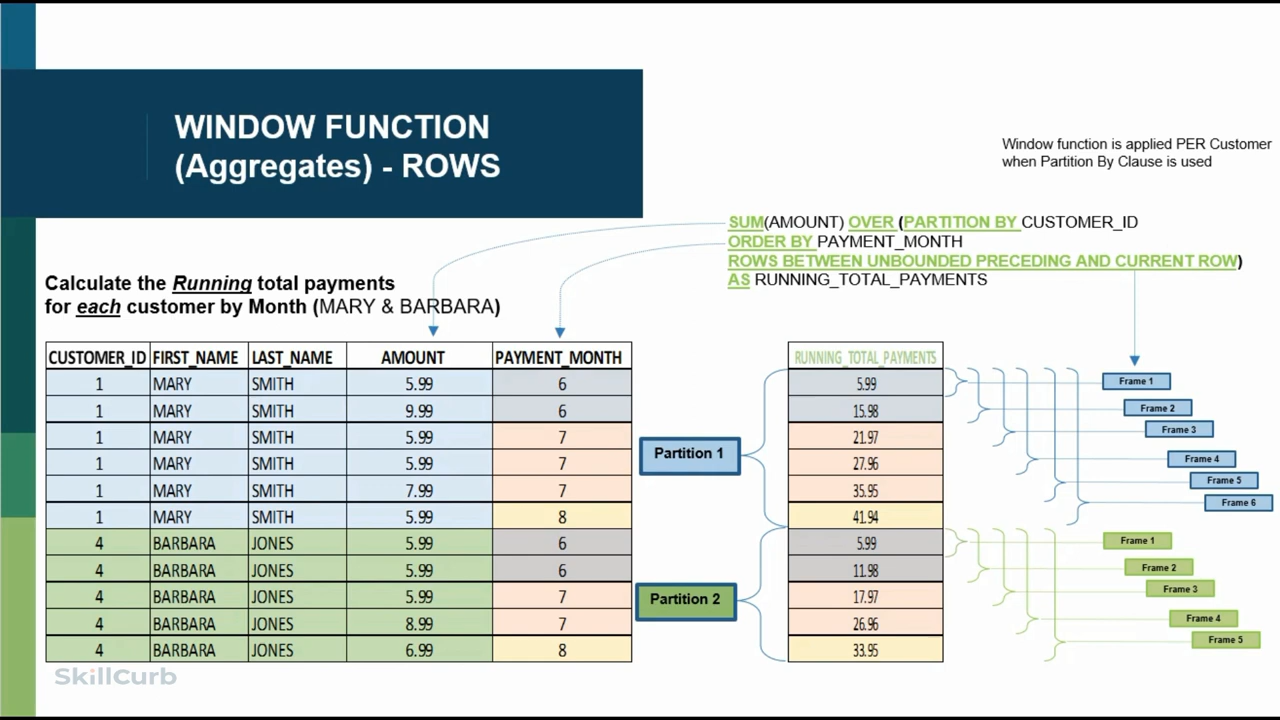 WINDOW FUNCTION
(Aggregates) - ROWS
Window function is applied PER Customer
when Partition By Clause is used
SUM(AMOUNT) OVER (PARTITION BY CUSTOMER_ID
ORDER BY PAYMENT_MONTH
ROWS BETWEEN UNBOUNDED PRECEDING AND CURRENT ROW)
AS RUNNING_TOTAL_PAYMENTS
Calculate the Running total payments
for each customer by Month (MARY & BARBARA)
CUSTOMER_ID FIRST_NAME LAST_NAME AMOUNT PAYMENT_MONTH RUNNING_TOTAL_PAYMENTS
1 MARY SMITH 5.99 6 5.99 Frame 1
1 MARY SMITH 9.99 6 15.98 Frame 2
1 MARY SMITH 5.99 7 21.97 Frame 3
Partition 1
1 MARY SMITH 5.99 7 27.96 Frame 4
1 MARY SMITH 7.99 7 35.95 Frame 5
1 MARY SMITH 5.99 8 41.94 Frame 6
4 BARBARA JONES 5.99 6 5.99 Frame 1
4 BARBARA JONES 5.99 6 11.98 Frame 2
4 BARBARA JONES 5.99 7 17.97 Frame 3
Partition 2
4 BARBARA JONES 8.99 7 26.96 Frame 4
4 BARBARA JONES 6.99 8 33.95 Frame 5
SkillCurb